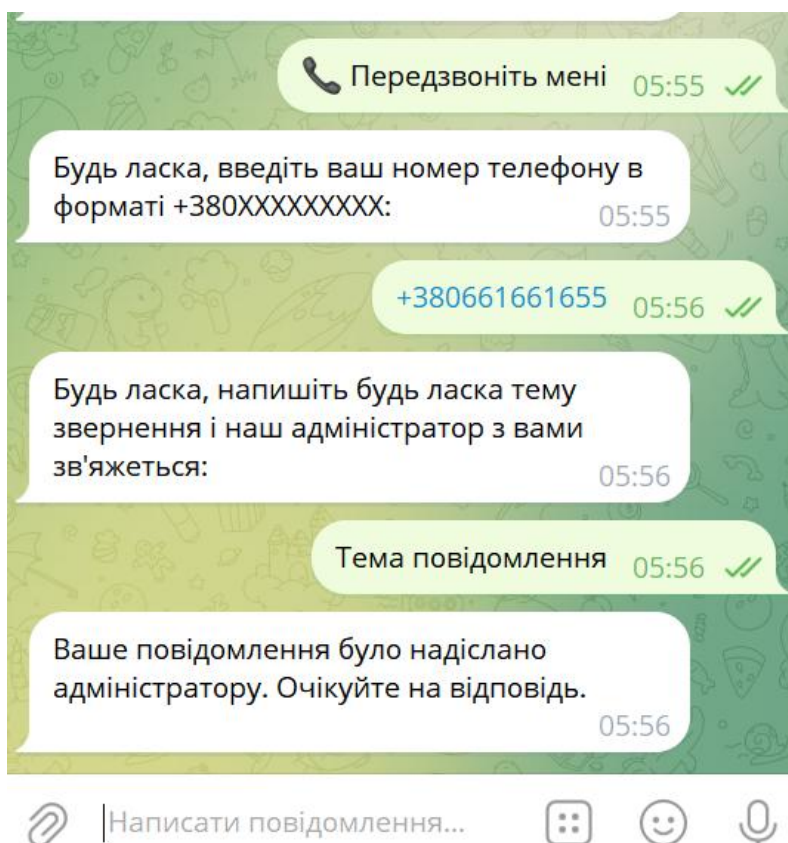 📞 Передзвоніть мені 05:55
Будь ласка, введіть ваш номер телефону в
форматі +380XXXXXXXXX:
05:55
+380661661655 05:56
Будь ласка, напишіть будь ласка тему
звернення і наш адміністратор з вами
зв'яжеться:
05:56
Тема повідомлення 05:56
Ваше повідомлення було надіслано
адміністратору. Очікуйте на відповідь.
05:56
Написати повідомлення...